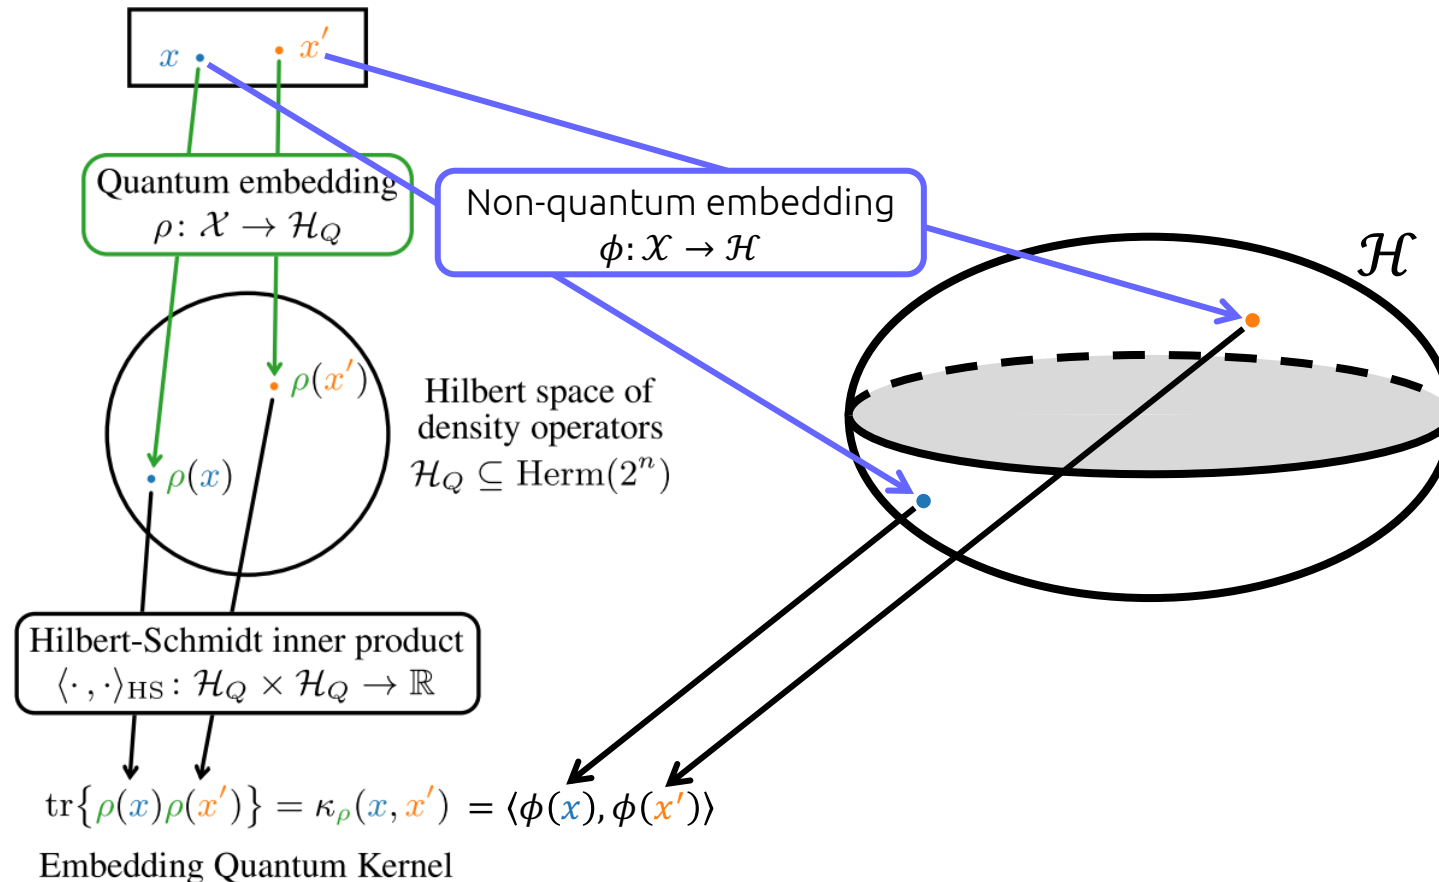 x x′
Quantum embedding
ρ: 𝒳 → ℋ_Q
Non-quantum embedding
ϕ: 𝒳 → ℋ
ℋ
ρ(x′)
ρ(x)
Hilbert space of
density operators
ℋ_Q ⊆ Herm(2ⁿ)
Hilbert-Schmidt inner product
⟨· , ·⟩_HS : ℋ_Q × ℋ_Q → ℝ
tr{ρ(x)ρ(x′)} = κ_ρ(x, x′) = ⟨ϕ(x), ϕ(x′)⟩
Embedding Quantum Kernel